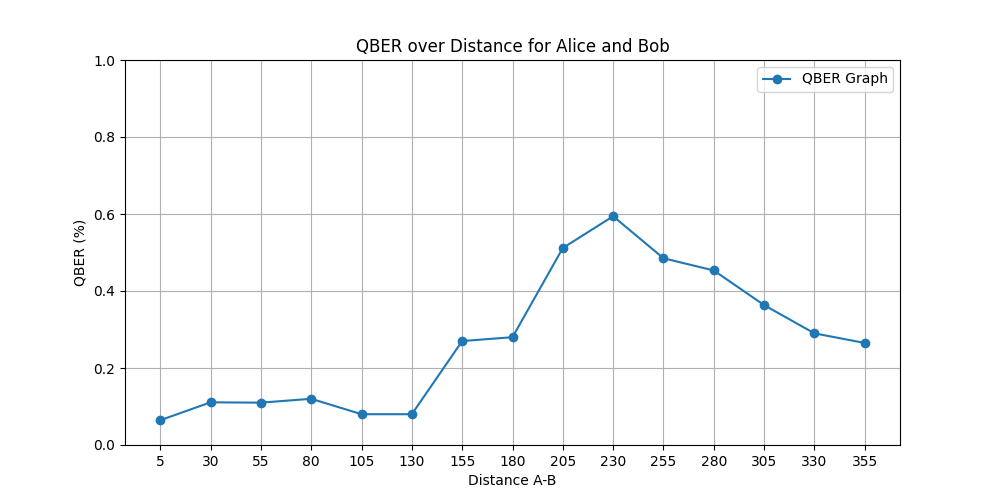 QBER over Distance for Alice and Bob
QBER Graph
QBER (%)
1.0
0.8
0.6
0.4
0.2
0.0
5 30 55 80 105 130 155 180 205 230 255 280 305 330 355
Distance A-B